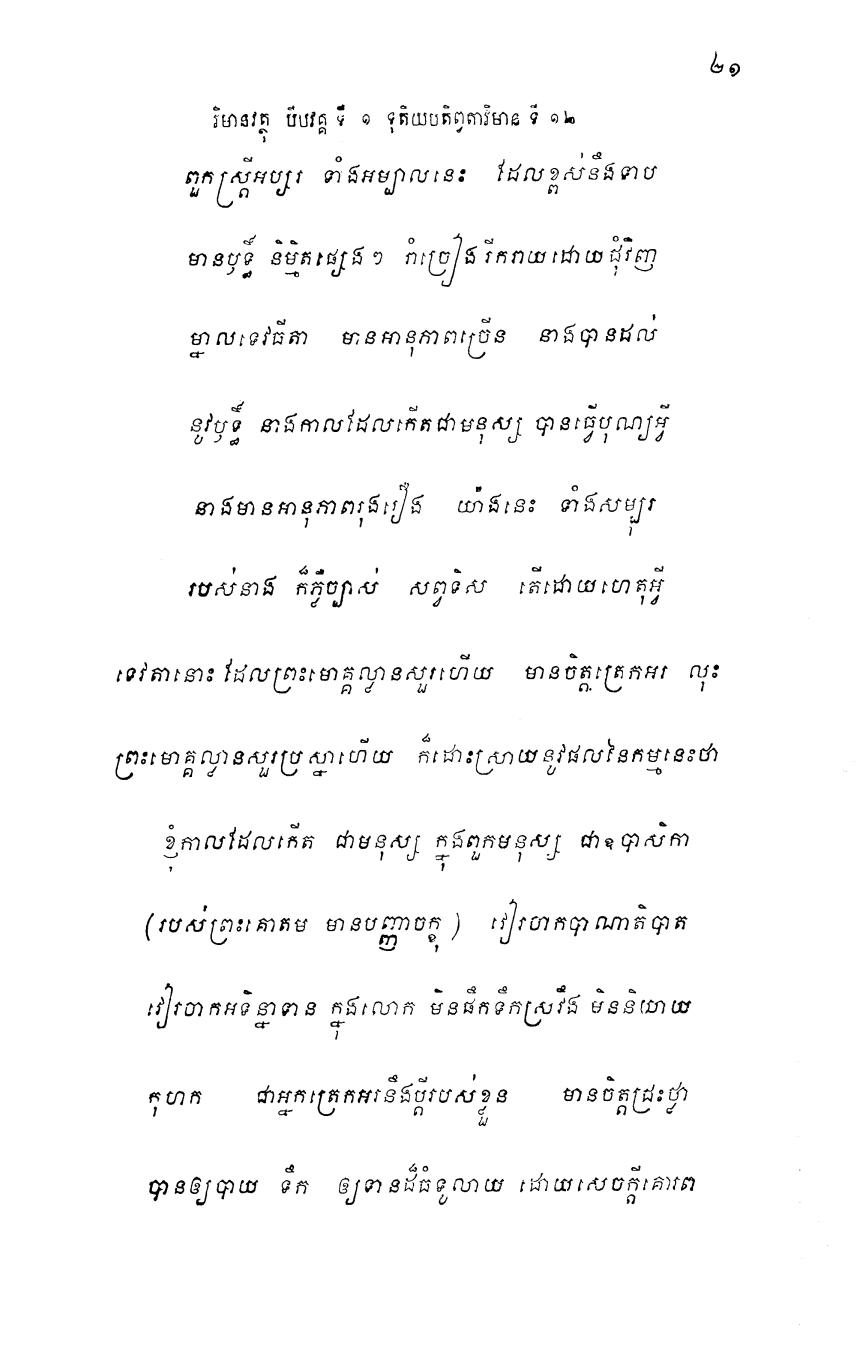 ២១
វិមានវត្ថុ បីបវគ្គ ទី ១ ទុតិយបតិព្វតាវិមាន ទី ១២
ពួកស្រ្តីអប្សរ ទាំងអម្បាលនេះ ដែលខ្ពស់នឹងទាប
មានឫទ្ធិ៍ និម្មិតផ្សេងៗ រាំច្រៀងរីករាយដោយជុំវិញ
ម្នាលទេវធីតា មានអានុភាពច្រើន នាងបានដល់
នូវឫទ្ធិ៍ នាងកាលដែលកើតជាមនុស្ស បានធ្វើបុណ្យអ្វី
នាងមានអានុភាពរុងរឿង យ៉ាងនេះ ទាំងសម្បុរ
របស់នាង ក៏ភ្លឺច្បាស់ សព្វទិស តើដោយហេតុអ្វី
ទេវតានោះ ដែលព្រះមោគ្គល្លានសួរហើយ មានចិត្តត្រេកអរ លុះ
ព្រះមោគ្គល្លានសួរប្រស្នាហើយ ក៏ដោះស្រាយនូវផលនៃកម្មនេះថា
ខ្ញុំកាលដែលកើត ជាមនុស្ស ក្នុងពួកមនុស្ស ជាឧបាសិកា
(របស់ព្រះគោតម មានបញ្ញាចក្ខុ) វៀរចាកបាណាតិបាត
វៀរចាកអទិន្នាទាន ក្នុងលោក មិនផឹកទឹកស្រវឹង មិននិយាយ
កុហក ជាអ្នកត្រេកអរនឹងប្តីរបស់ខ្លួន មានចិត្តជ្រះថ្លា
បានឲ្យបាយ ទឹក ឲ្យទានដ៏ធំទូលាយ ដោយសេចក្តីគោរព